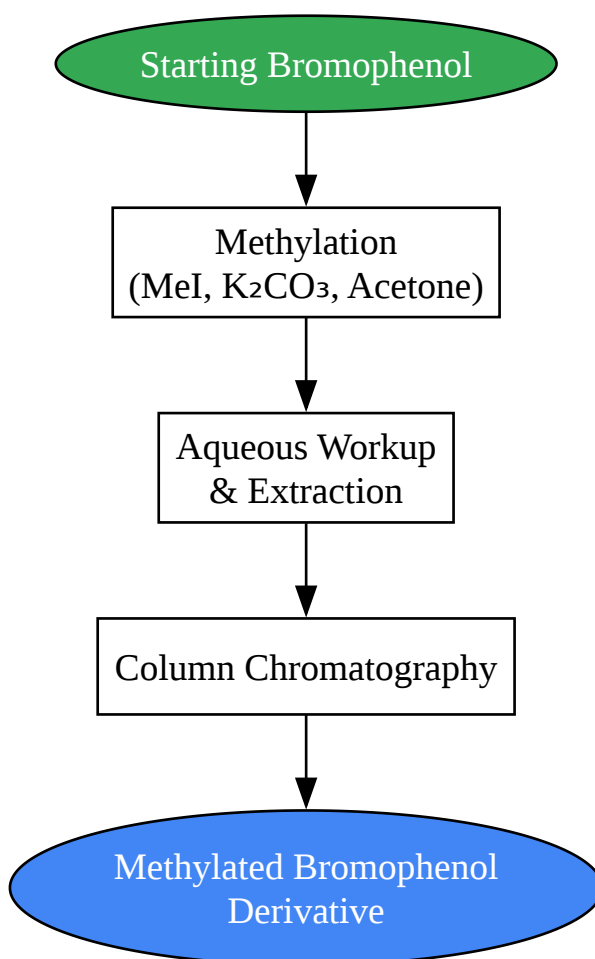 Starting Bromophenol
Methylation
(MeI, K₂CO₃, Acetone)
Aqueous Workup
& Extraction
Column Chromatography
Methylated Bromophenol
Derivative